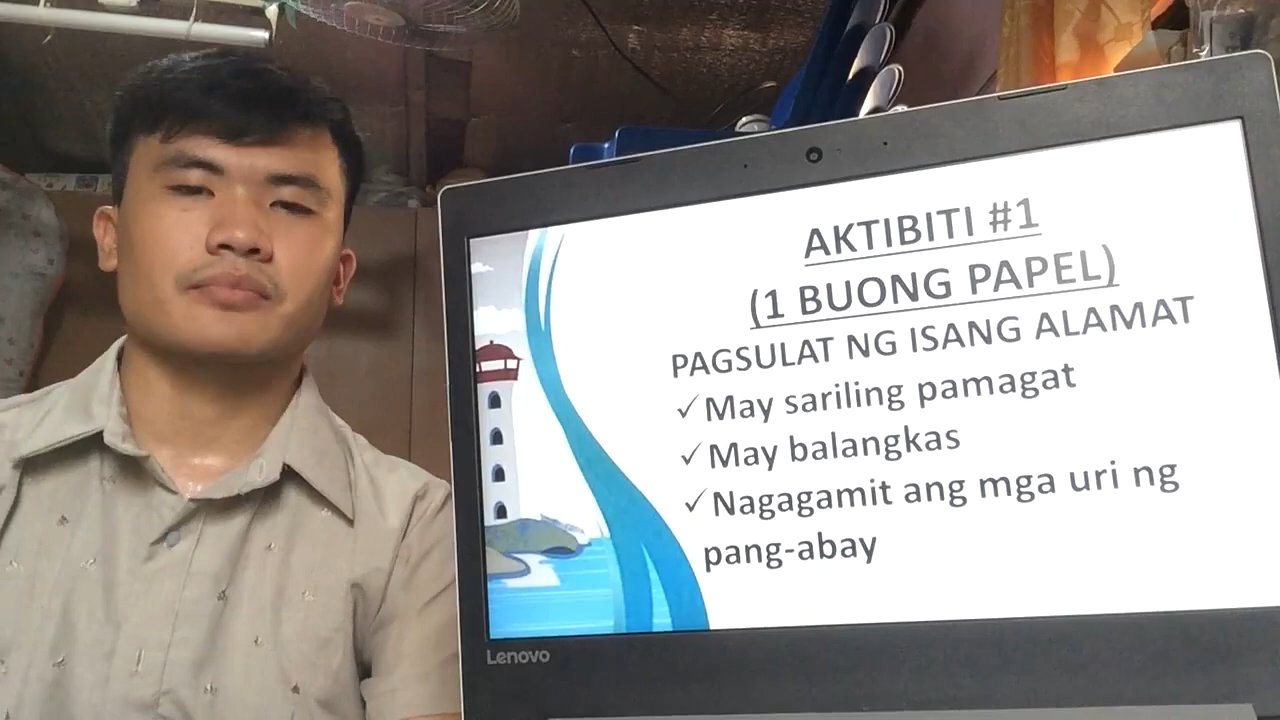 AKTIBITI #1
(1 BUONG PAPEL)
PAGSULAT NG ISANG ALAMAT
✓May sariling pamagat
✓May balangkas
✓Nagagamit ang mga uri ng
pang-abay
Lenovo